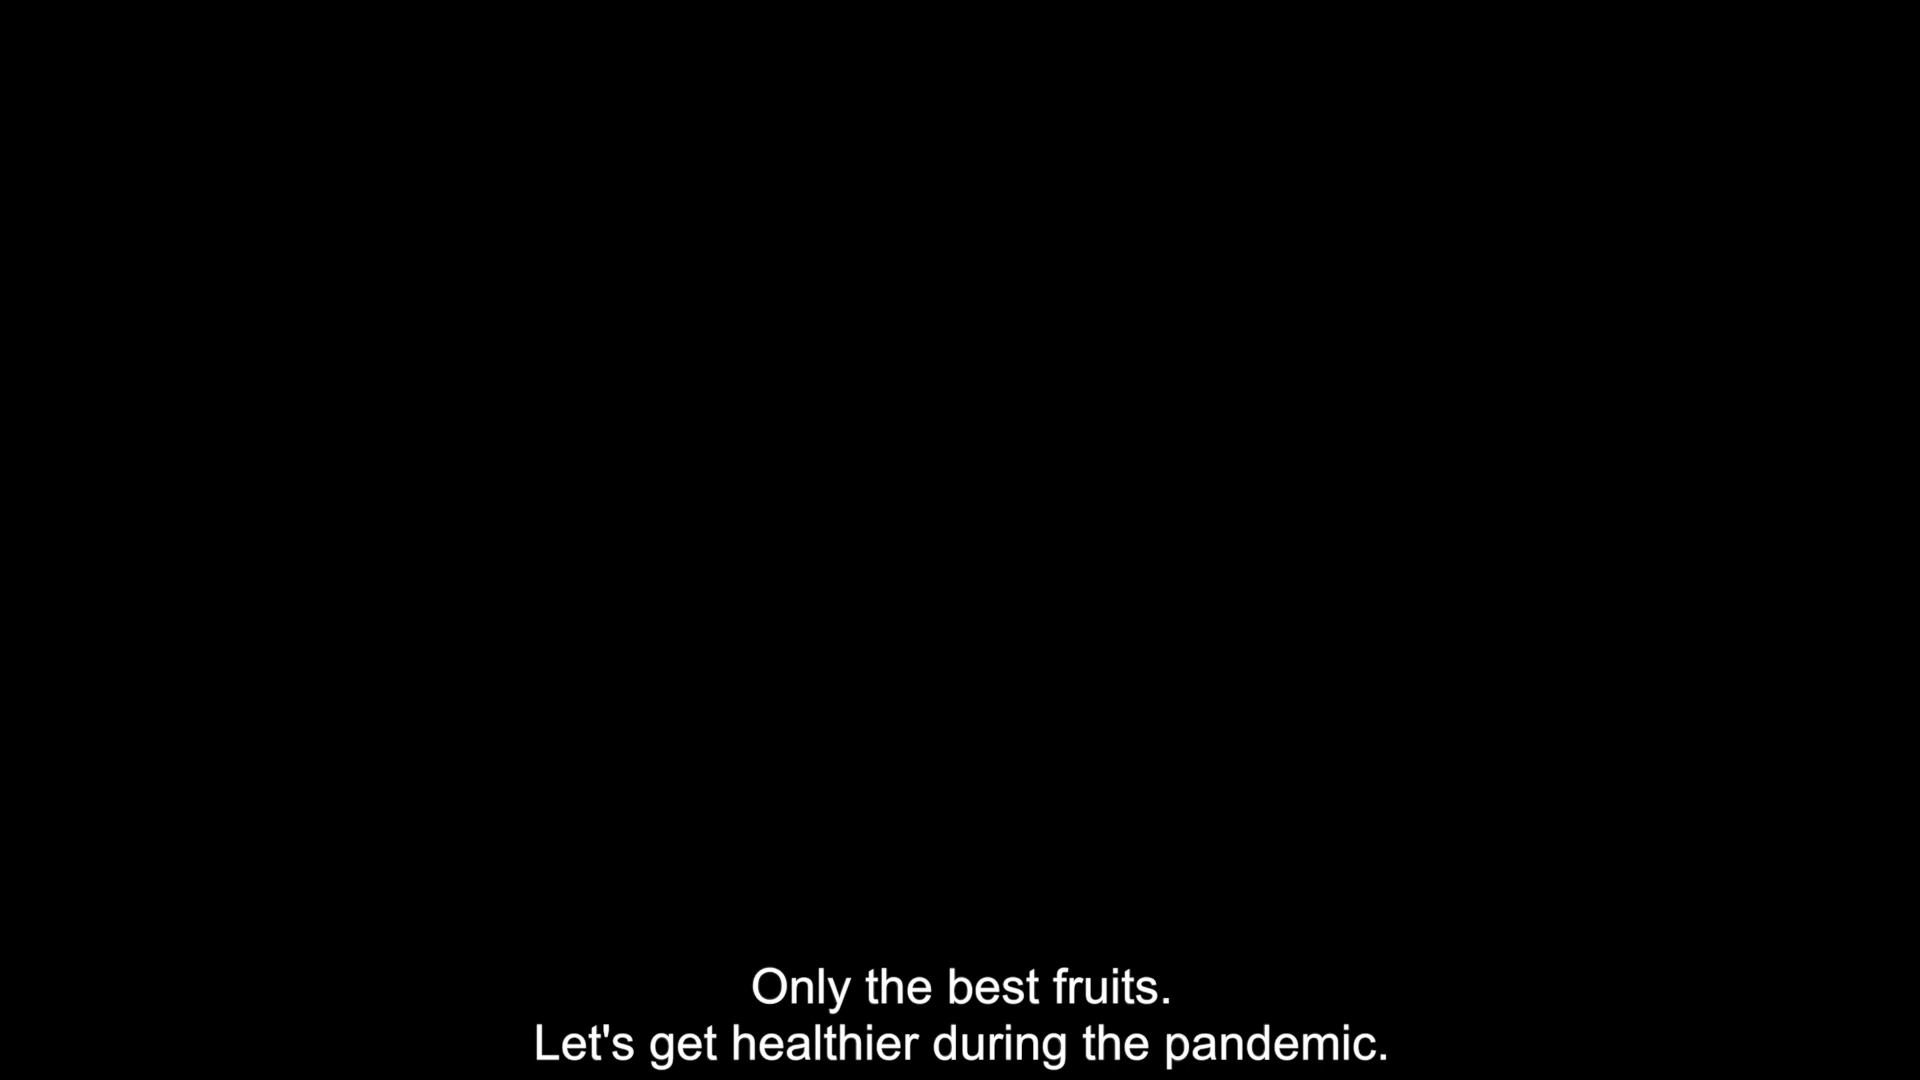 Only the best fruits.
Let's get healthier during the pandemic.